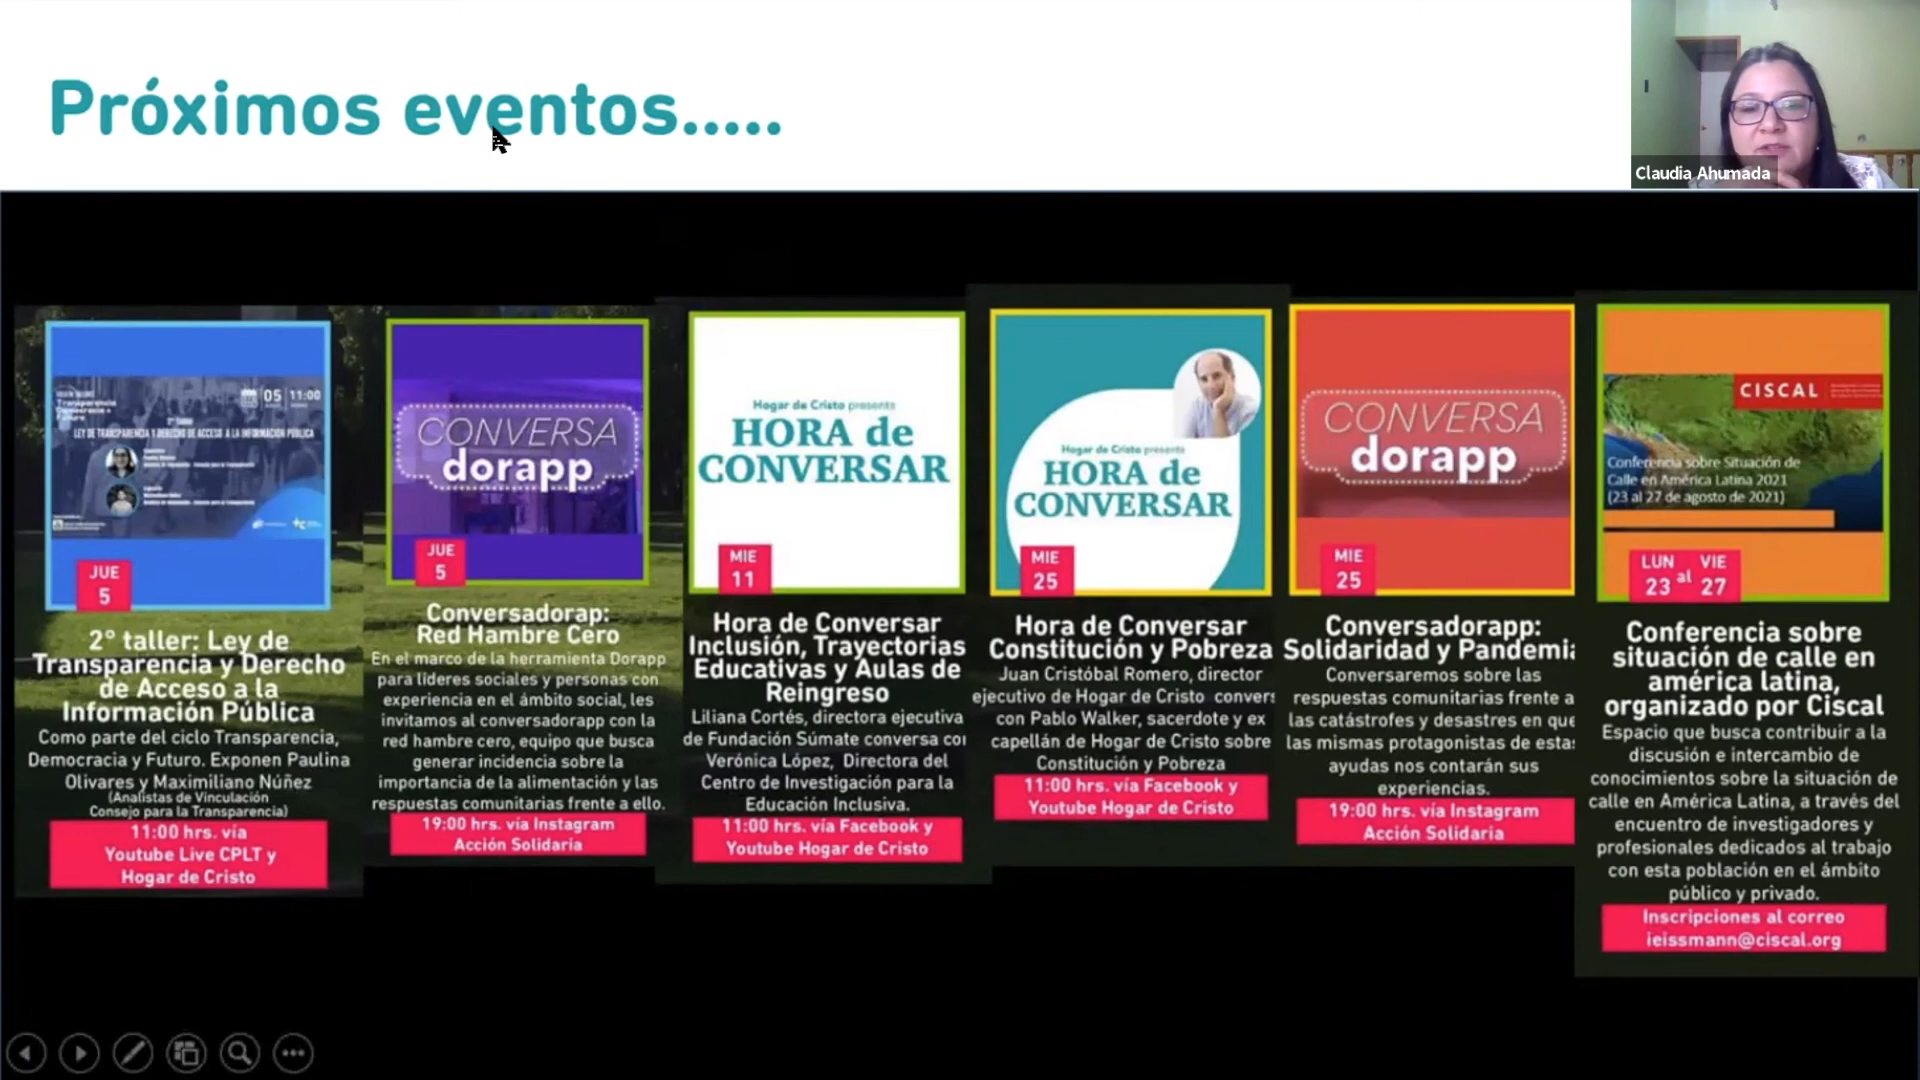 Próximos eventos.....
Claudia Ahumada
05
11:00
2° Taller
LEY DE TRANSPARENCIA Y DERECHO DE ACCESO A LA INFORMACIÓN PÚBLICA
JUE
5
2° taller: Ley de
Transparencia y Derecho
de Acceso a la
Información Pública
Como parte del ciclo Transparencia,
Democracia y Futuro. Exponen Paulina
Olivares y Maximiliano Núñez
(Analistas de Vinculación
Consejo para la Transparencia)
11:00 hrs. vía
Youtube Live CPLT y
Hogar de Cristo
CONVERSA
dorapp
JUE
5
Conversadorap:
Red Hambre Cero
En el marco de la herramienta Dorapp
para líderes sociales y personas con
experiencia en el ámbito social, les
invitamos al conversadorapp con la
red hambre cero, equipo que busca
generar incidencia sobre la
importancia de la alimentación y las
respuestas comunitarias frente a ello.
19:00 hrs. vía Instagram
Acción Solidaria
Hogar de Cristo presenta
HORA de
CONVERSAR
MIE
11
Hora de Conversar
Inclusión, Trayectorias
Educativas y Aulas de
Reingreso
Liliana Cortés, directora ejecutiva
de Fundación Súmate conversa con
Verónica López, Directora del
Centro de Investigación para la
Educación Inclusiva.
11:00 hrs. vía Facebook y
Youtube Hogar de Cristo
Hogar de Cristo presenta
HORA de
CONVERSAR
MIE
25
Hora de Conversar
Constitución y Pobreza
Juan Cristóbal Romero, director
ejecutivo de Hogar de Cristo convers
con Pablo Walker, sacerdote y ex
capellán de Hogar de Cristo sobre
Constitución y Pobreza
11:00 hrs. vía Facebook y
Youtube Hogar de Cristo
CONVERSA
dorapp
MIE
25
Conversadorapp:
Solidaridad y Pandemia
Conversaremos sobre las
respuestas comunitarias frente a
las catástrofes y desastres en que
las mismas protagonistas de estas
ayudas nos contarán sus
experiencias.
19:00 hrs. vía Instagram
Acción Solidaria
CISCAL
Conferencia sobre Situación de
Calle en América Latina 2021
(23 al 27 de agosto de 2021)
LUN al VIE
23 27
Conferencia sobre
situación de calle en
américa latina,
organizado por Ciscal
Espacio que busca contribuir a la
discusión e intercambio de
conocimientos sobre la situación de
calle en América Latina, a través del
encuentro de investigadores y
profesionales dedicados al trabajo
con esta población en el ámbito
público y privado.
Inscripciones al correo
ieissmann@ciscal.org